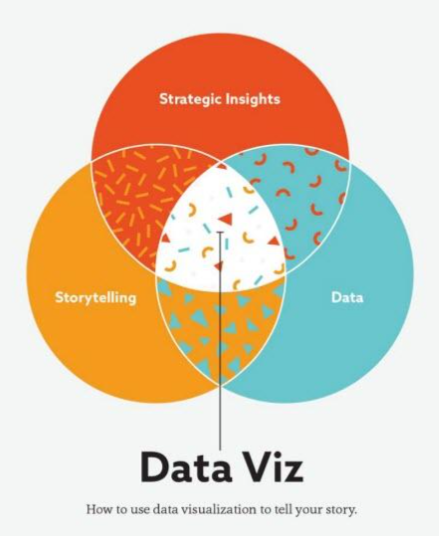 Strategic Insights
Storytelling
Data
Data Viz
How to use data visualization to tell your story.